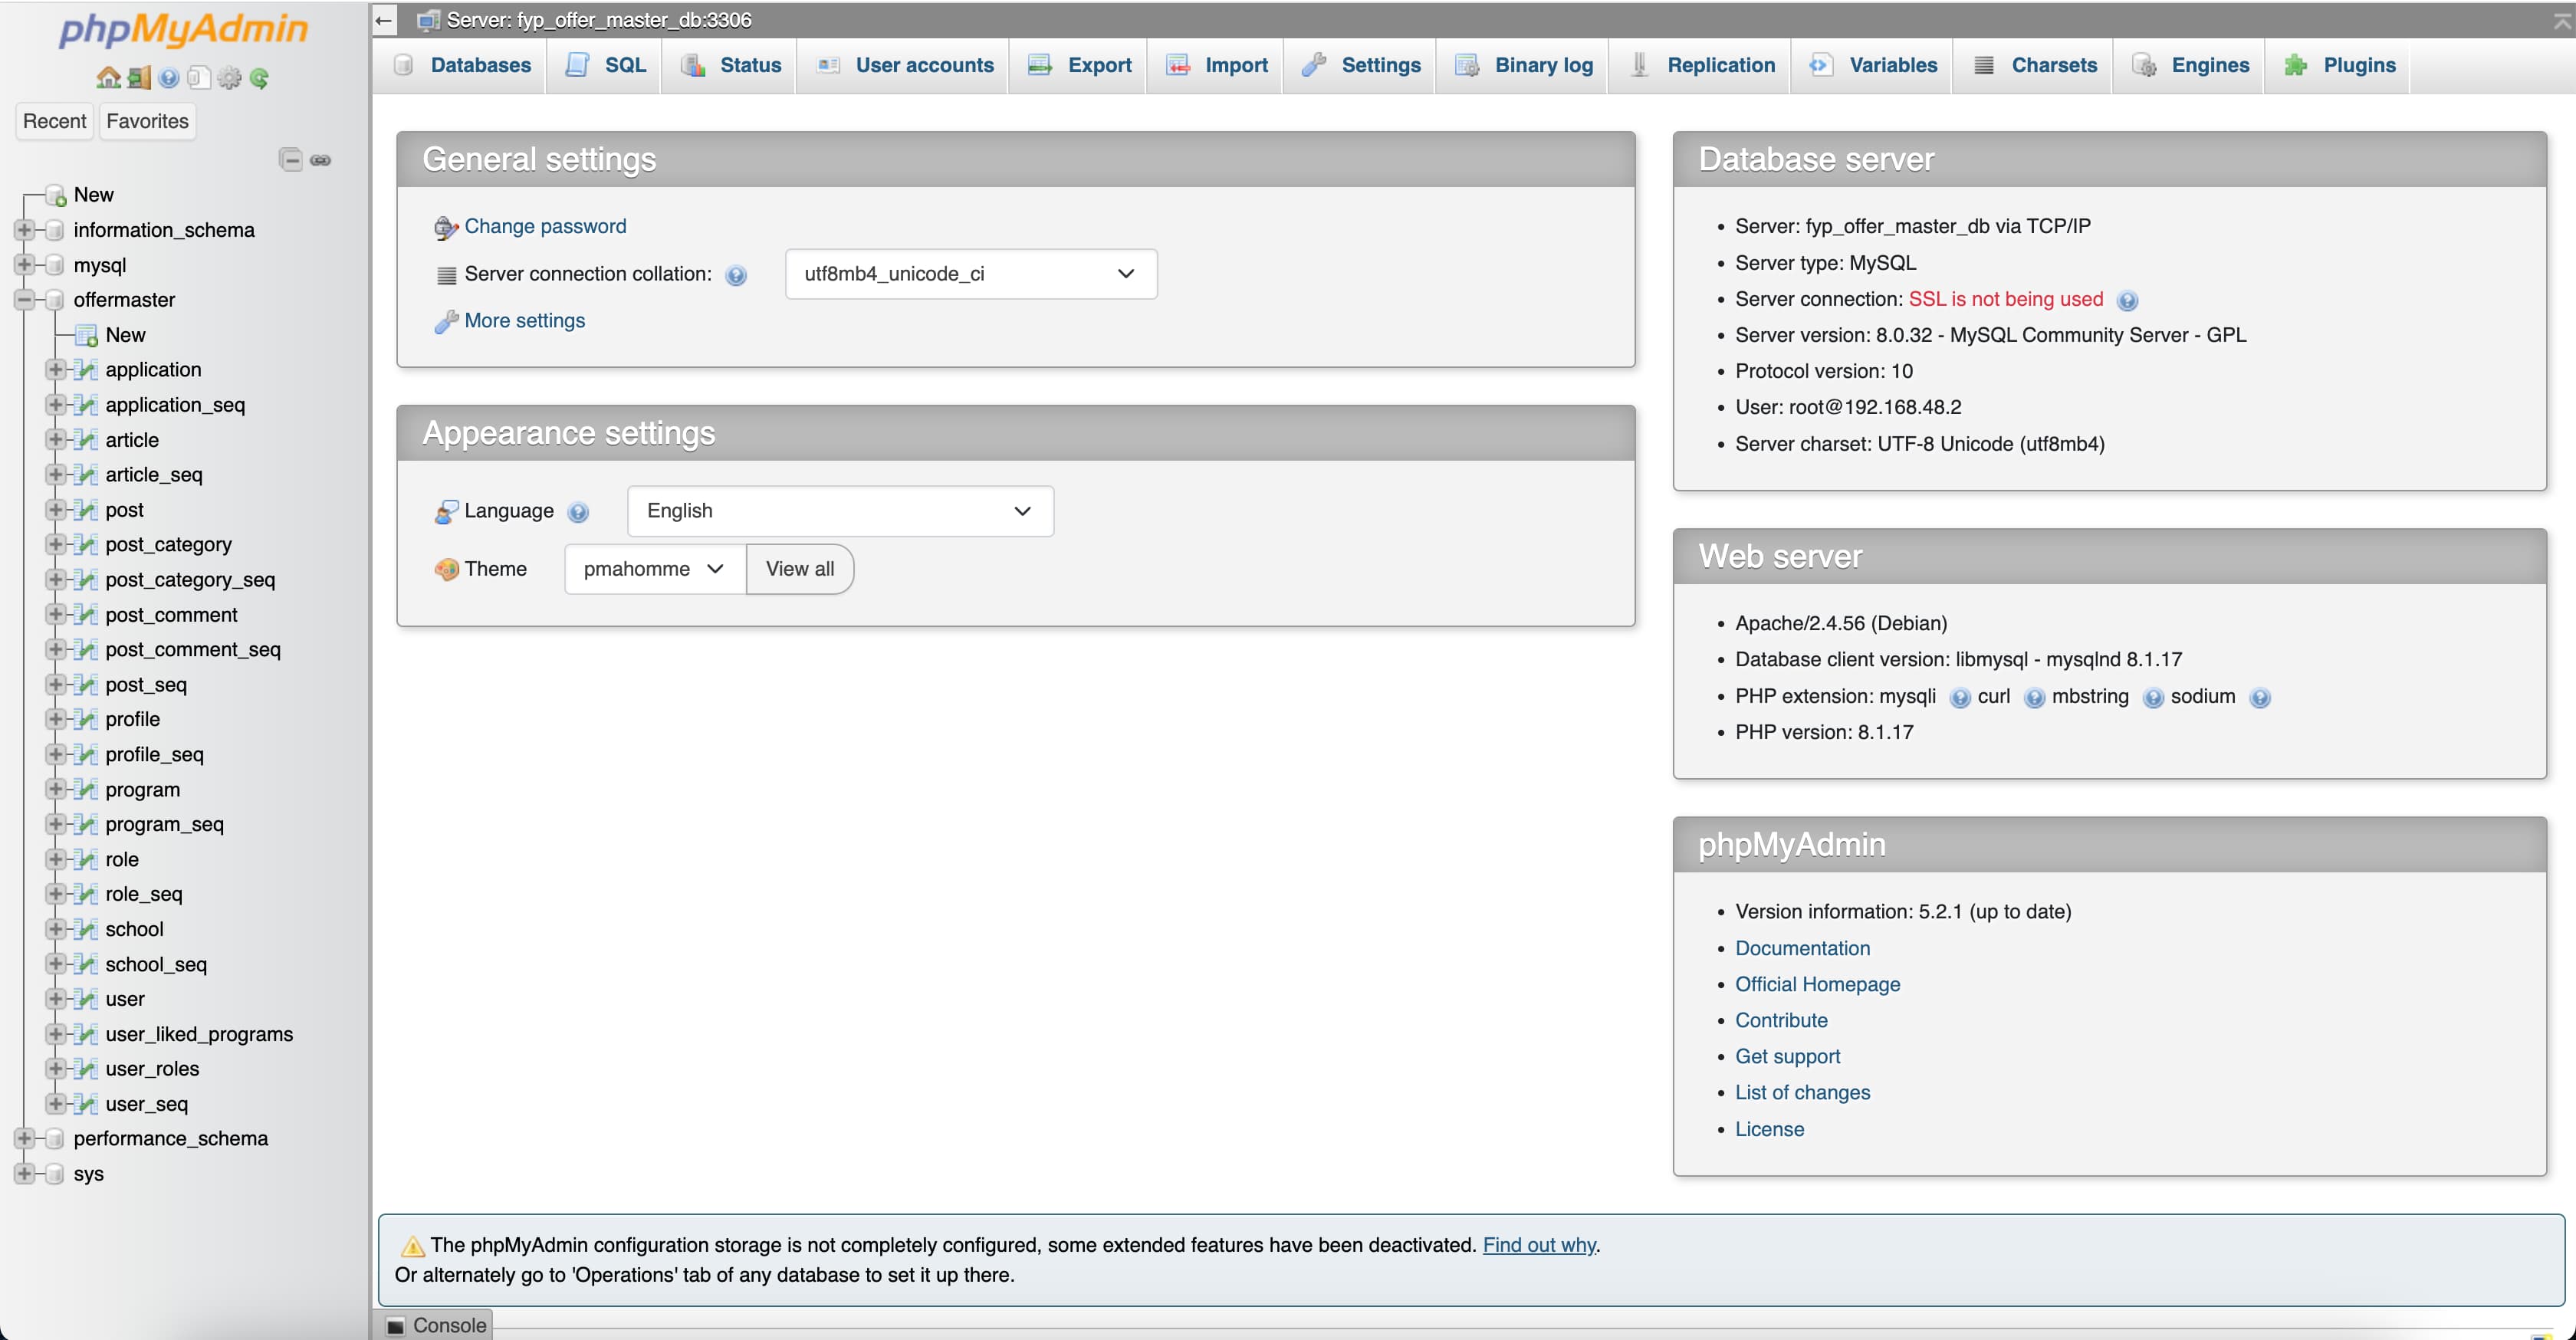 phpMyAdmin
Recent
Favorites
New
information_schema
mysql
offermaster
New
application
application_seq
article
article_seq
post
post_category
post_category_seq
post_comment
post_comment_seq
post_seq
profile
profile_seq
program
program_seq
role
role_seq
school
school_seq
user
user_liked_programs
user_roles
user_seq
performance_schema
sys
Server: fyp_offer_master_db:3306
Databases
SQL
Status
User accounts
Export
Import
Settings
Binary log
Replication
Variables
Charsets
Engines
Plugins
General settings
Change password
Server connection collation:
utf8mb4_unicode_ci
More settings
Appearance settings
Language
English
Theme
pmahomme
View all
Database server
Server: fyp_offer_master_db via TCP/IP
Server type: MySQL
Server connection: SSL is not being used
Server version: 8.0.32 - MySQL Community Server - GPL
Protocol version: 10
User: root@192.168.48.2
Server charset: UTF-8 Unicode (utf8mb4)
Web server
Apache/2.4.56 (Debian)
Database client version: libmysql - mysqlnd 8.1.17
PHP extension: mysqli curl mbstring sodium
PHP version: 8.1.17
phpMyAdmin
Version information: 5.2.1 (up to date)
Documentation
Official Homepage
Contribute
Get support
List of changes
License
The phpMyAdmin configuration storage is not completely configured, some extended features have been deactivated. Find out why.
Or alternately go to 'Operations' tab of any database to set it up there.
Console